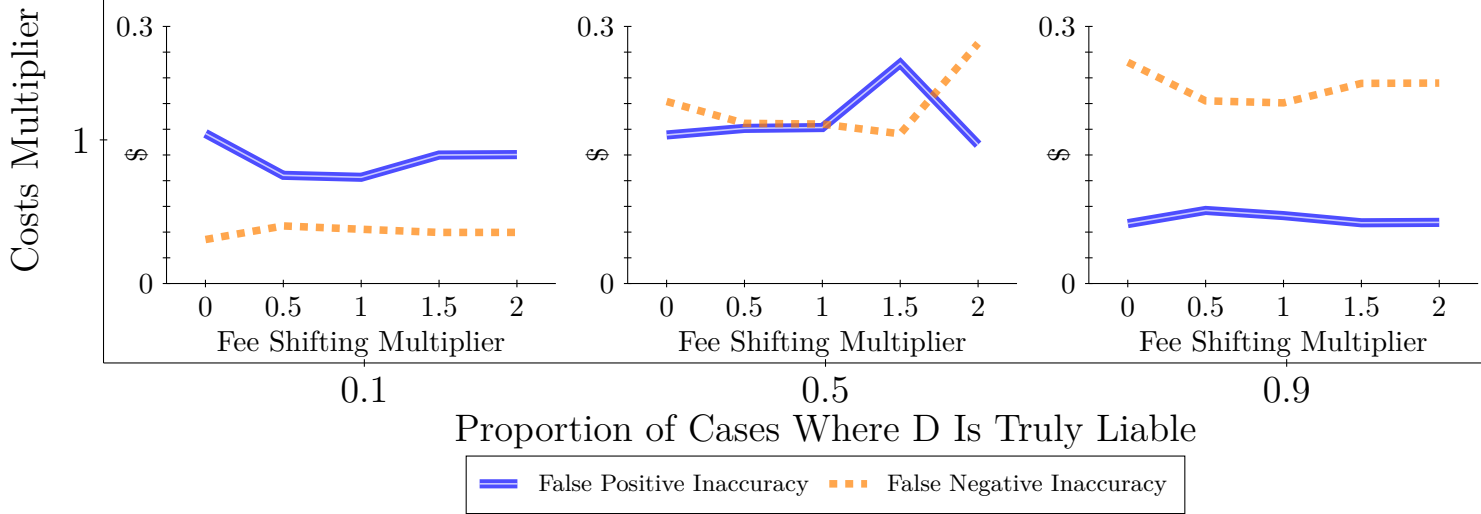 Costs Multiplier
1
0.3
$
0
0 0.5 1 1.5 2
Fee Shifting Multiplier
0.3
$
0
0 0.5 1 1.5 2
Fee Shifting Multiplier
0.3
$
0
0 0.5 1 1.5 2
Fee Shifting Multiplier
0.1 0.5 0.9
Proportion of Cases Where D Is Truly Liable
False Positive Inaccuracy False Negative Inaccuracy